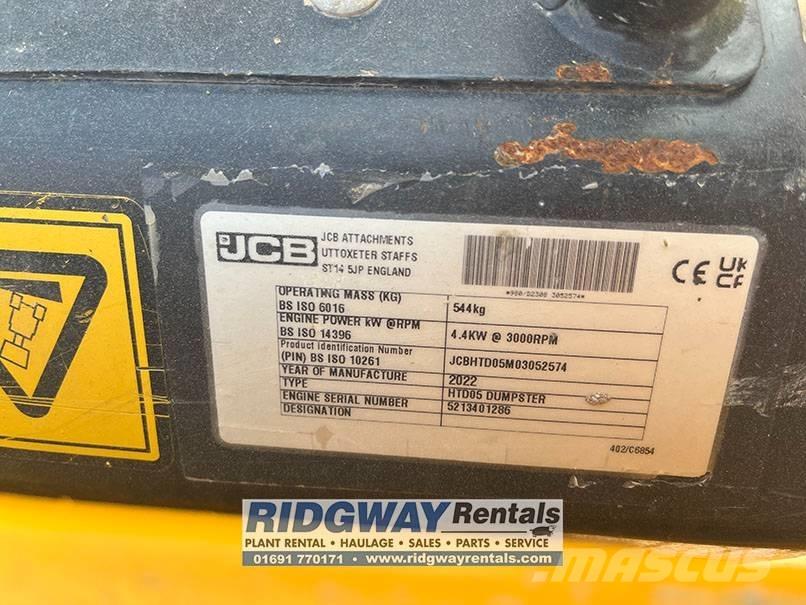 JCB
JCB ATTACHMENTS
UTTOXETER STAFFS
ST14 5JP ENGLAND
*980/D2308 3052574*
CE UK CA
OPERATING MASS (KG)
BS ISO 6016
544kg
ENGINE POWER kW @RPM
BS ISO 14396
4.4KW @ 3000RPM
Product Identification Number
(PIN) BS ISO 10261
JCBHTD05M03052574
YEAR OF MANUFACTURE
2022
TYPE
HTD05 DUMPSTER
ENGINE SERIAL NUMBER
5213401286
DESIGNATION
402/C6854
RIDGWAY Rentals
PLANT RENTAL • HAULAGE • SALES • PARTS • SERVICE
01691 770171 • www.ridgwayrentals.com
MASCUS